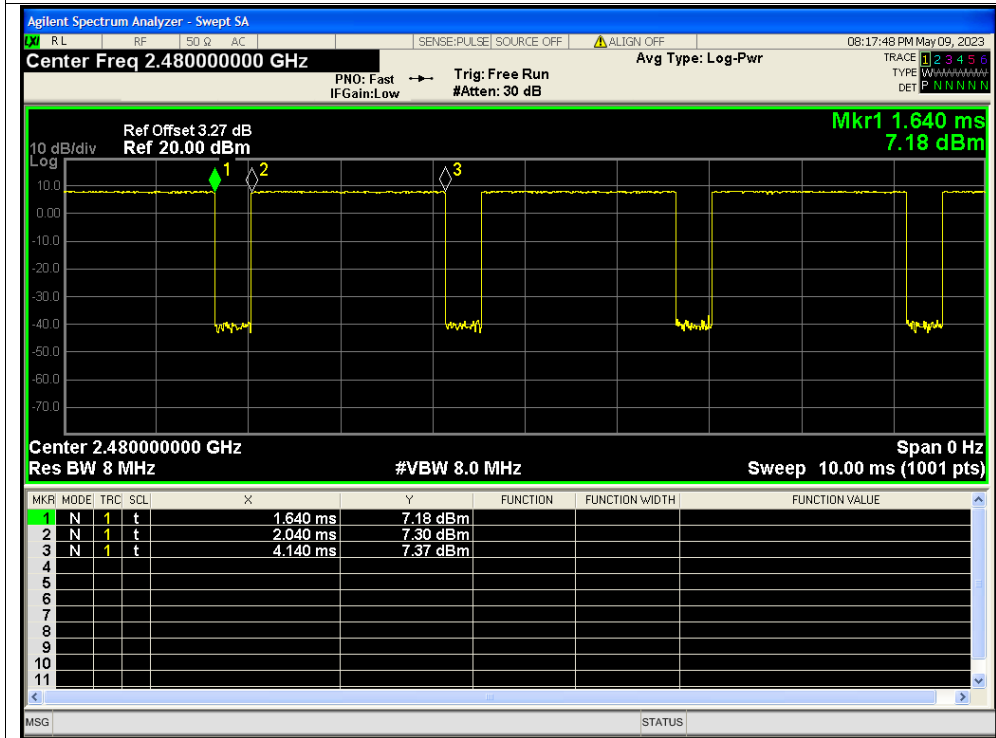 Agilent Spectrum Analyzer - Swept SA
LXI RL RF 50 Ω AC SENSE:PULSE SOURCE OFF ALIGN OFF 08:17:48 PM May 09, 2023
Center Freq 2.480000000 GHz Avg Type: Log-Pwr TRACE 1 2 3 4 5 6
PNO: Fast Trig: Free Run TYPE W
IFGain:Low #Atten: 30 dB DET P N N N N N
Mkr1 1.640 ms
Ref Offset 3.27 dB
10 dB/div Ref 20.00 dBm 7.18 dBm
Log
1 2 3
10.0
0.00
-10.0
-20.0
-30.0
-40.0
-50.0
-60.0
-70.0
Center 2.480000000 GHz Span 0 Hz
Res BW 8 MHz #VBW 8.0 MHz Sweep 10.00 ms (1001 pts)
MKR MODE TRC SCL X Y FUNCTION FUNCTION WIDTH FUNCTION VALUE
1 N 1 t 1.640 ms 7.18 dBm
2 N 1 t 2.040 ms 7.30 dBm
3 N 1 t 4.140 ms 7.37 dBm
4
5
6
7
8
9
10
11
MSG STATUS